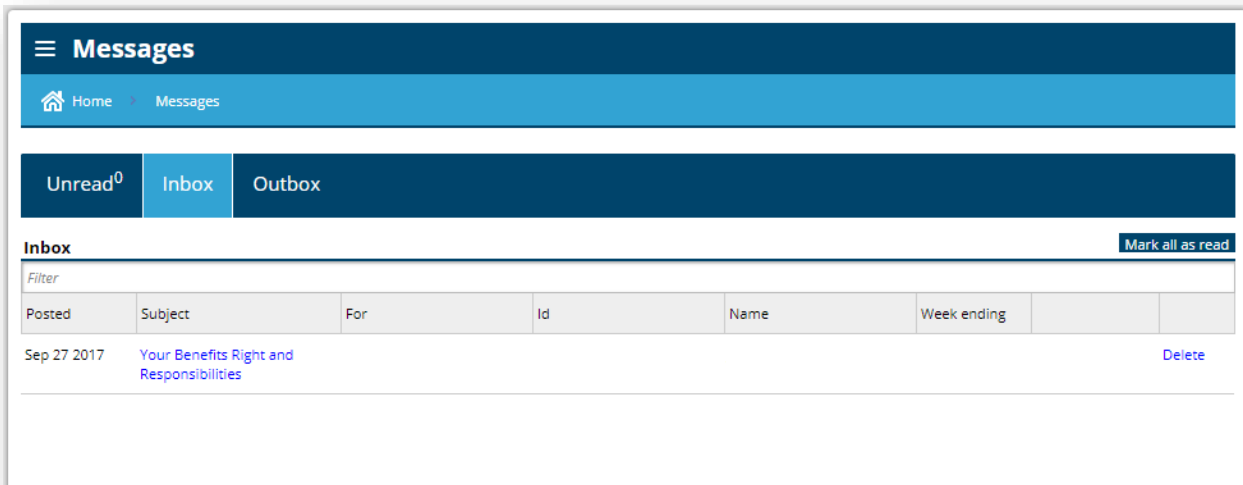 Messages
Home Messages
Unread0 Inbox Outbox
Inbox Mark all as read
Filter
Posted Subject For Id Name Week ending
Sep 27 2017 Your Benefits Right and Delete
Responsibilities